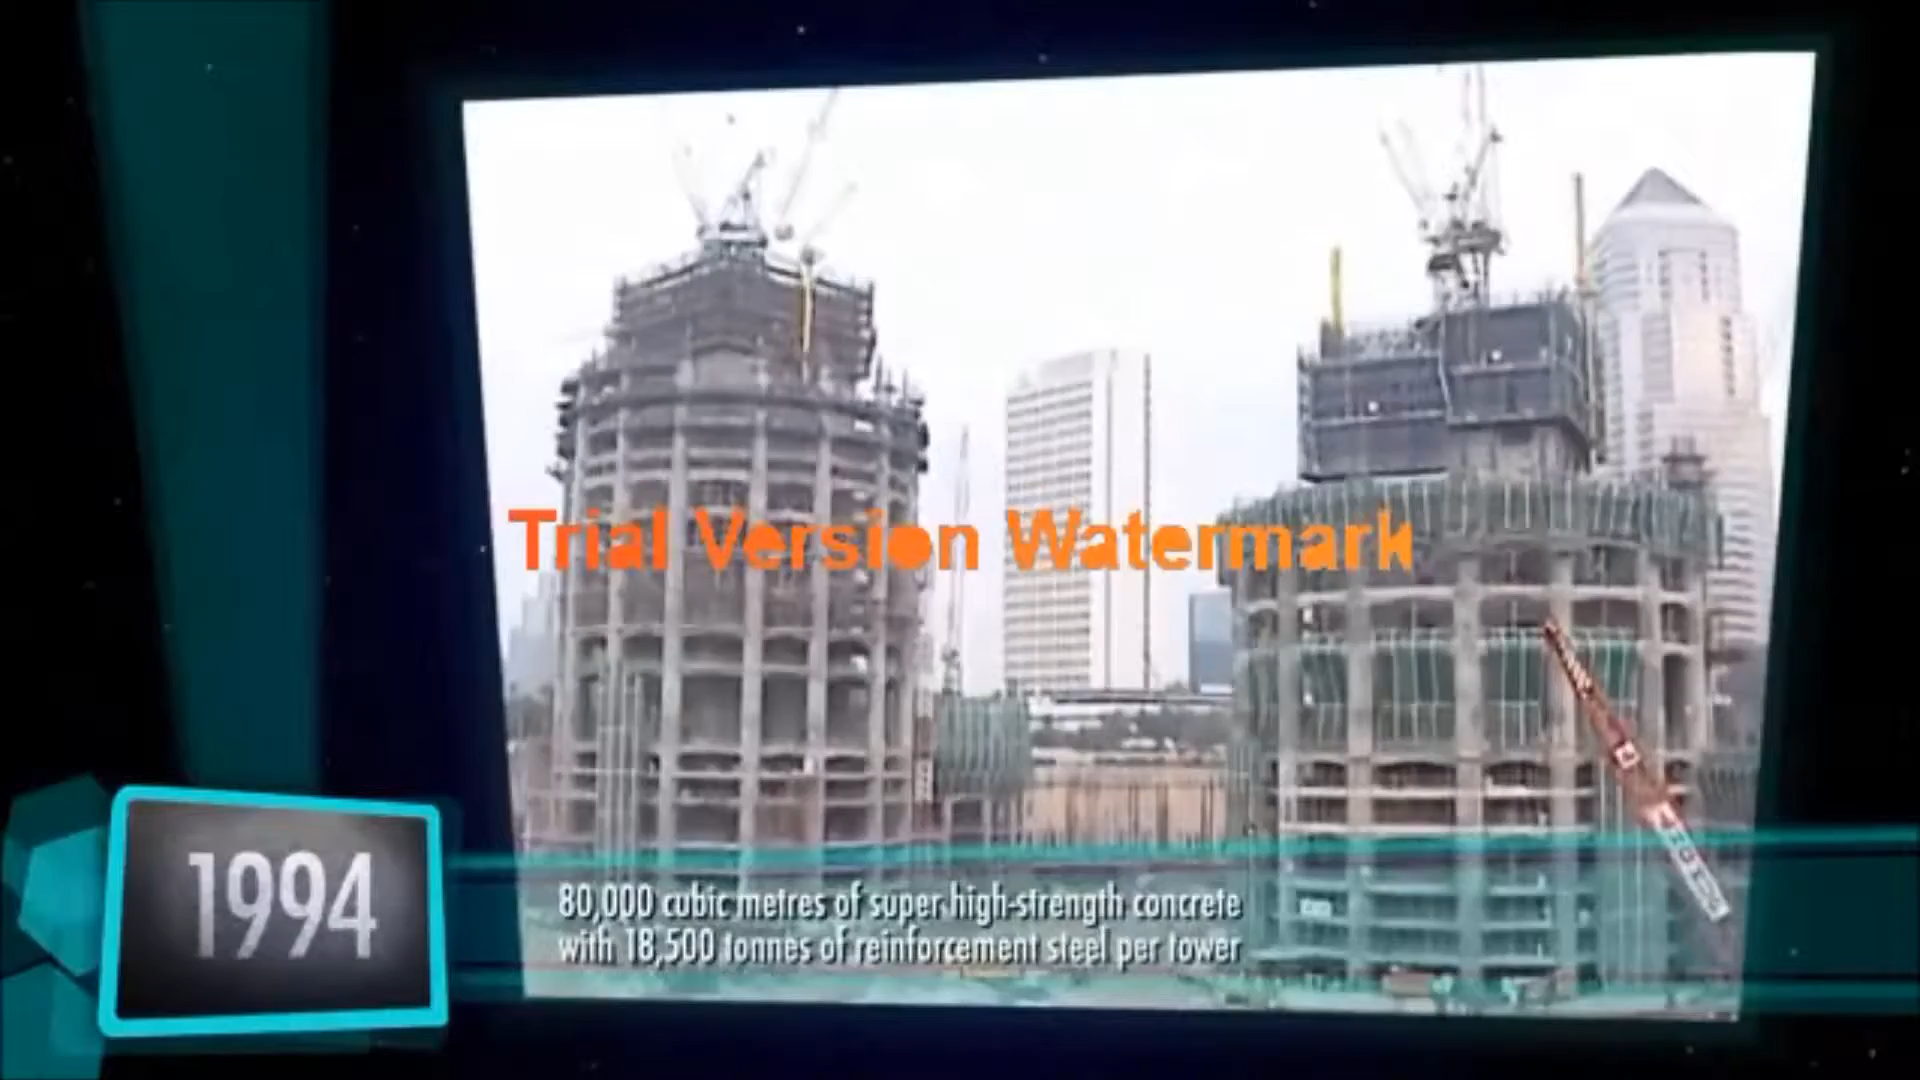 Trial Version Watermark
1994
80,000 cubic metres of super high-strength concrete
with 18,500 tonnes of reinforcement steel per tower